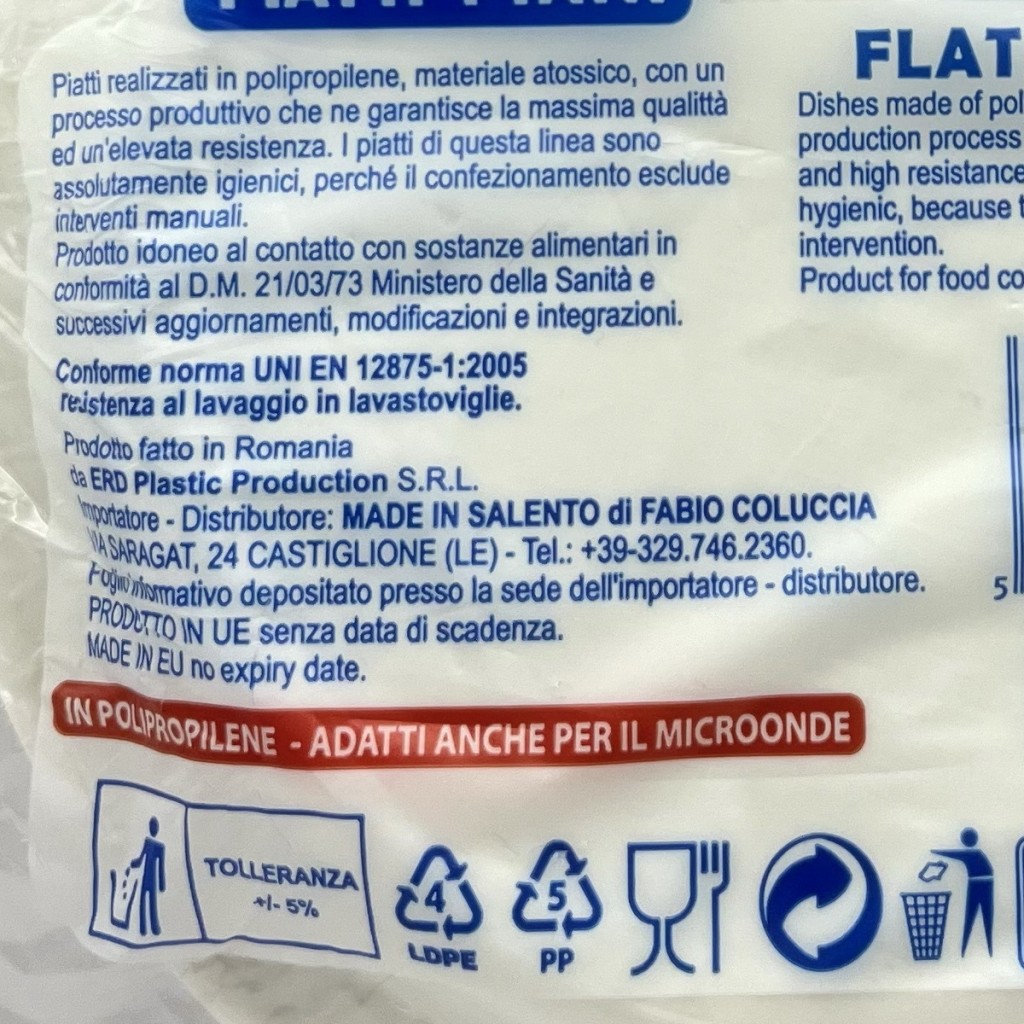 PIATTI PIANI
Piatti realizzati in polipropilene, materiale atossico, con un
processo produttivo che ne garantisce la massima qualittà
ed un'elevata resistenza. I piatti di questa linea sono
assolutamente igienici, perché il confezionamento esclude
interventi manuali.
Prodotto idoneo al contatto con sostanze alimentari in
conformità al D.M. 21/03/73 Ministero della Sanità e
successivi aggiornamenti, modificazioni e integrazioni.
Conforme norma UNI EN 12875-1:2005
resistenza al lavaggio in lavastoviglie.
Prodotto fatto in Romania
da ERD Plastic Production S.R.L.
Importatore - Distributore: MADE IN SALENTO di FABIO COLUCCIA
VIA SARAGAT, 24 CASTIGLIONE (LE) - Tel.: +39-329.746.2360.
Foglio informativo depositato presso la sede dell'importatore - distributore.
PRODOTTO IN UE senza data di scadenza.
MADE IN EU no expiry date.
FLAT
Dishes made of pol
production process
and high resistance
hygienic, because t
intervention.
Product for food co
5
IN POLIPROPILENE - ADATTI ANCHE PER IL MICROONDE
TOLLERANZA
+/- 5%
4
LDPE
5
PP